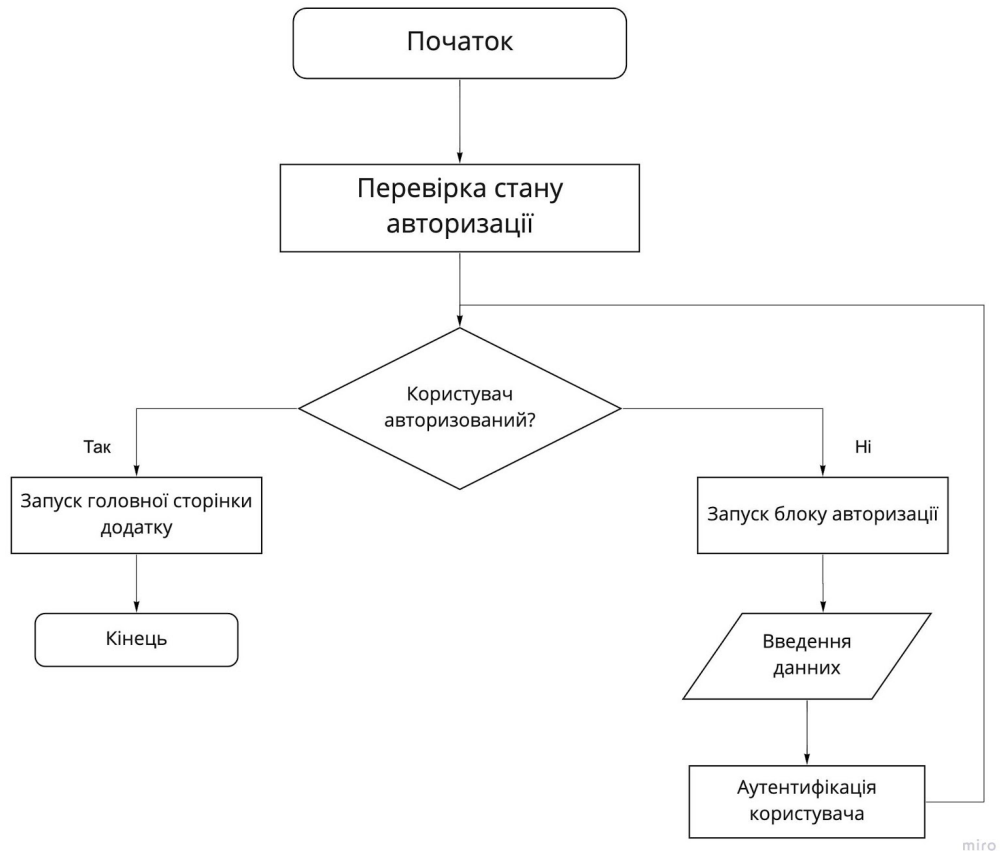 Початок
Перевірка стану
авторизації
Користувач
авторизований?
Так
Ні
Запуск головної сторінки
додатку
Запуск блоку авторизації
Кінець
Введення
данних
Аутентифікація
користувача
miro